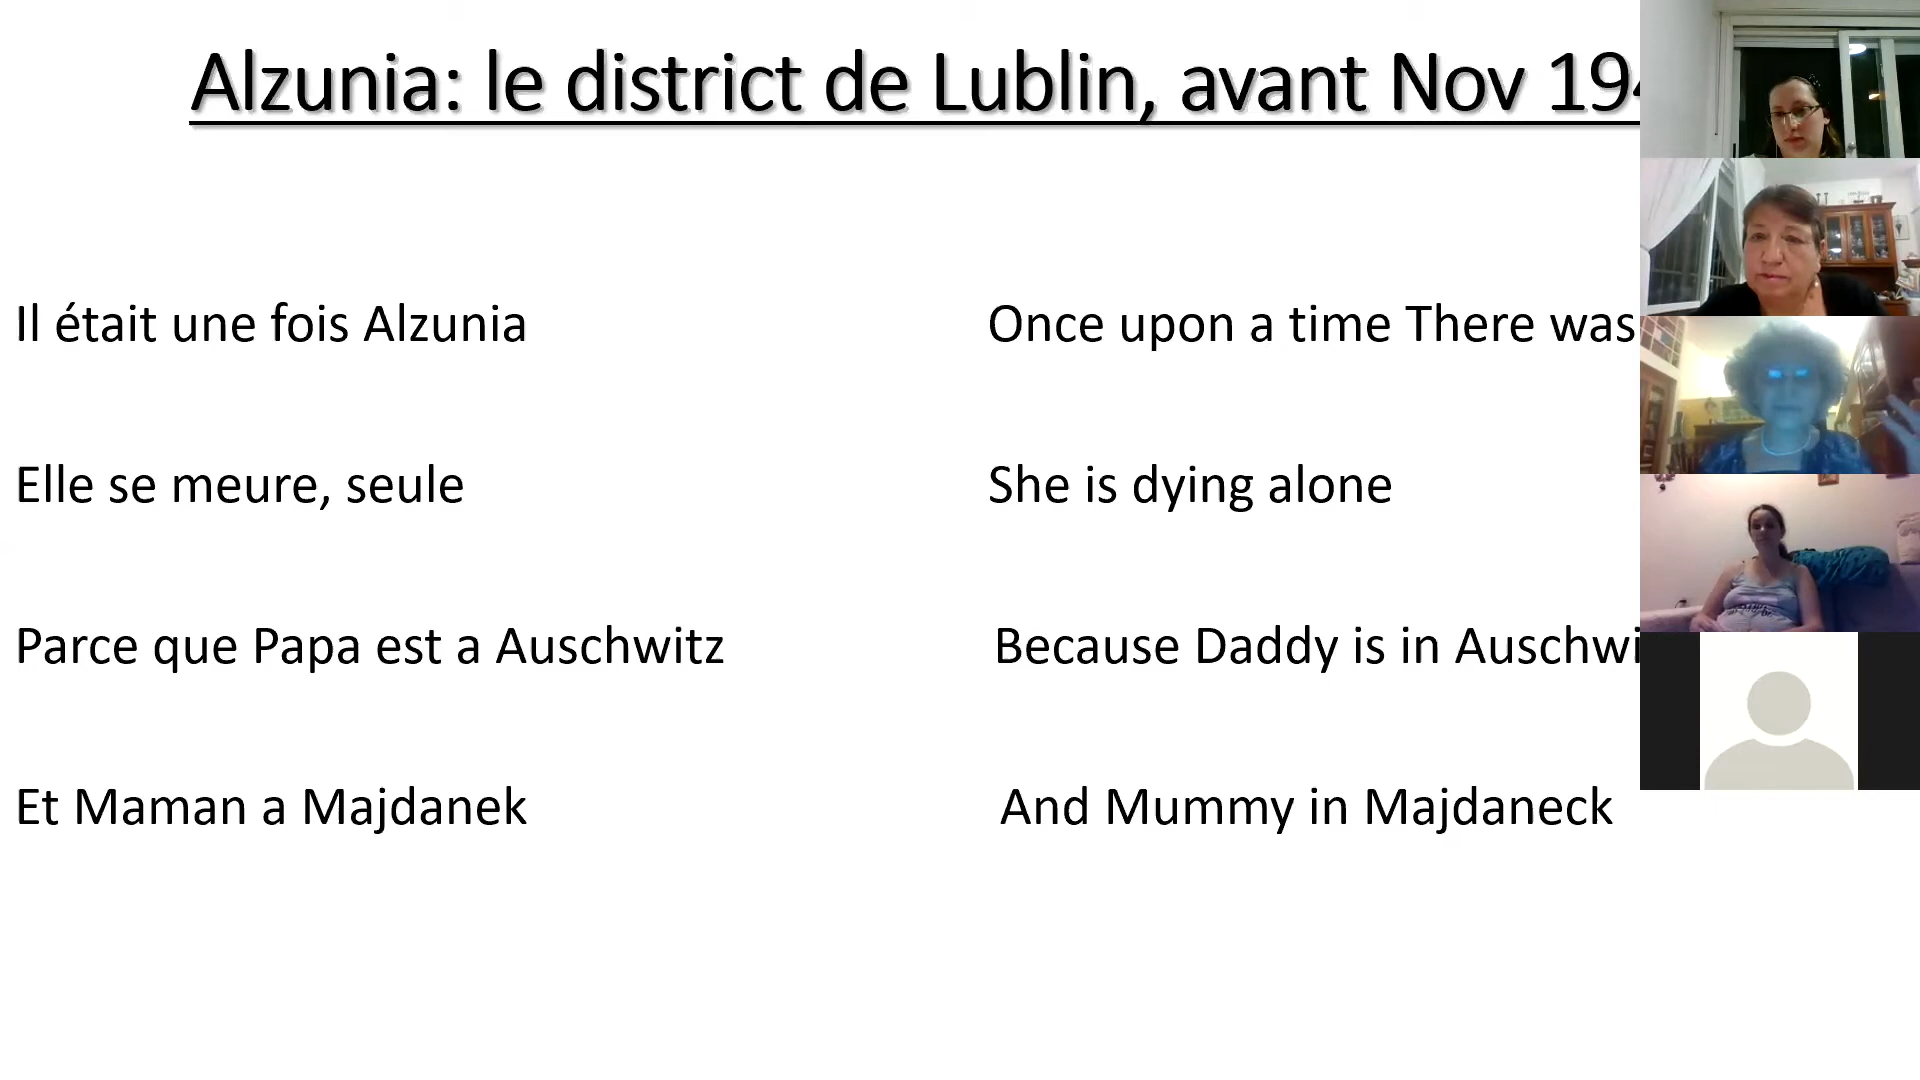 Alzunia: le district de Lublin, avant Nov 194
Il était une fois Alzunia
Once upon a time There was
Elle se meure, seule
She is dying alone
Parce que Papa est a Auschwitz
Because Daddy is in Auschwi
Et Maman a Majdanek
And Mummy in Majdaneck